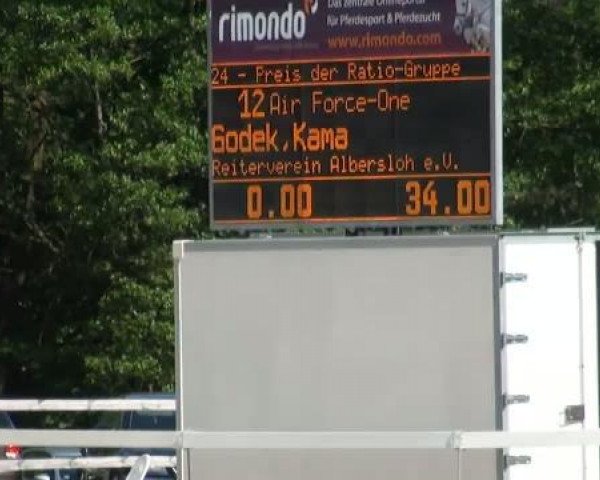 rimondo
Das zentrale Onlineportal
für Pferdesport & Pferdezucht
www.rimondo.com
24 - Preis der Ratio-Gruppe
12 Air Force-One
Godek, Kama
Reiterverein Albersloh e.V.
0.00 34.00